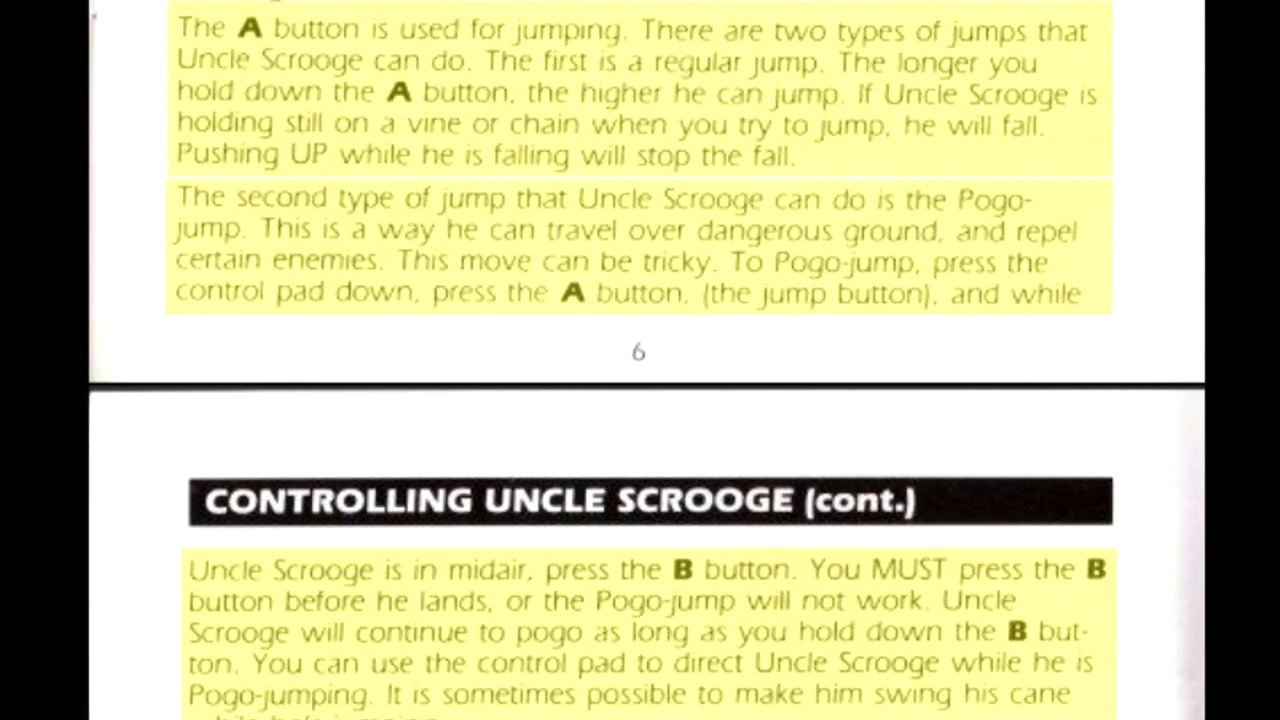 The A button is used for jumping. There are two types of jumps that
Uncle Scrooge can do. The first is a regular jump. The longer you
hold down the A button, the higher he can jump. If Uncle Scrooge is
holding still on a vine or chain when you try to jump, he will fall.
Pushing UP while he is falling will stop the fall.
The second type of jump that Uncle Scrooge can do is the Pogo-
jump. This is a way he can travel over dangerous ground, and repel
certain enemies. This move can be tricky. To Pogo-jump, press the
control pad down, press the A button, (the jump button), and while
6
CONTROLLING UNCLE SCROOGE (cont.)
Uncle Scrooge is in midair, press the B button. You MUST press the B
button before he lands, or the Pogo-jump will not work. Uncle
Scrooge will continue to pogo as long as you hold down the B but-
ton. You can use the control pad to direct Uncle Scrooge while he is
Pogo-jumping. It is sometimes possible to make him swing his cane